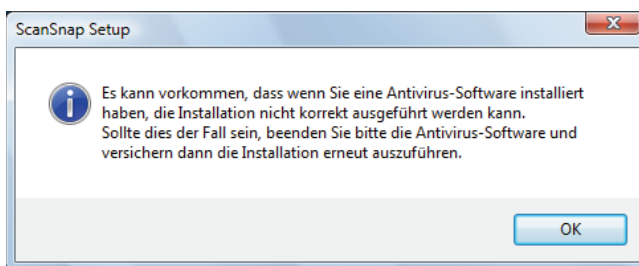 ScanSnap Setup
Es kann vorkommen, dass wenn Sie eine Antivirus-Software installiert
haben, die Installation nicht korrekt ausgeführt werden kann.
Sollte dies der Fall sein, beenden Sie bitte die Antivirus-Software und
versichern dann die Installation erneut auszuführen.
OK